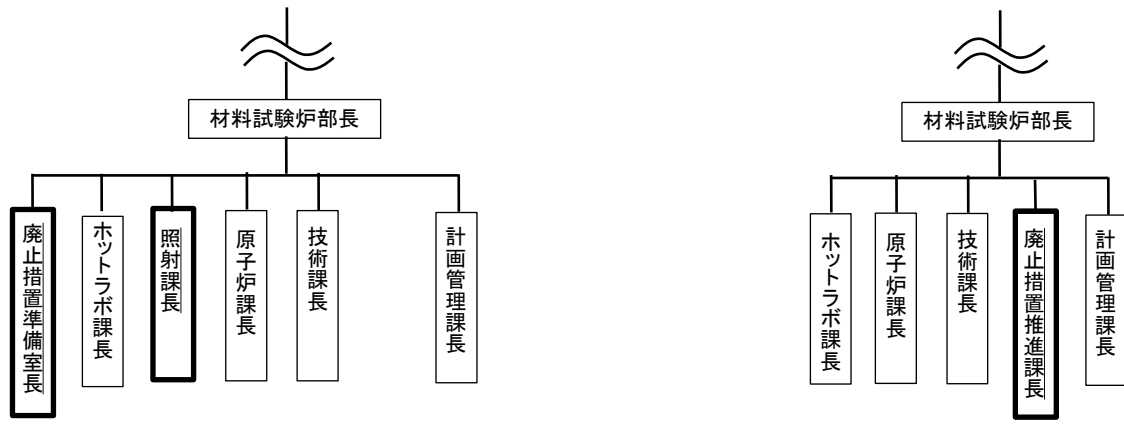 材料試験炉部長
廃止措置準備室長
ホットラボ課長
照射課長
原子炉課長
技術課長
計画管理課長
材料試験炉部長
ホットラボ課長
原子炉課長
技術課長
廃止措置推進課長
計画管理課長